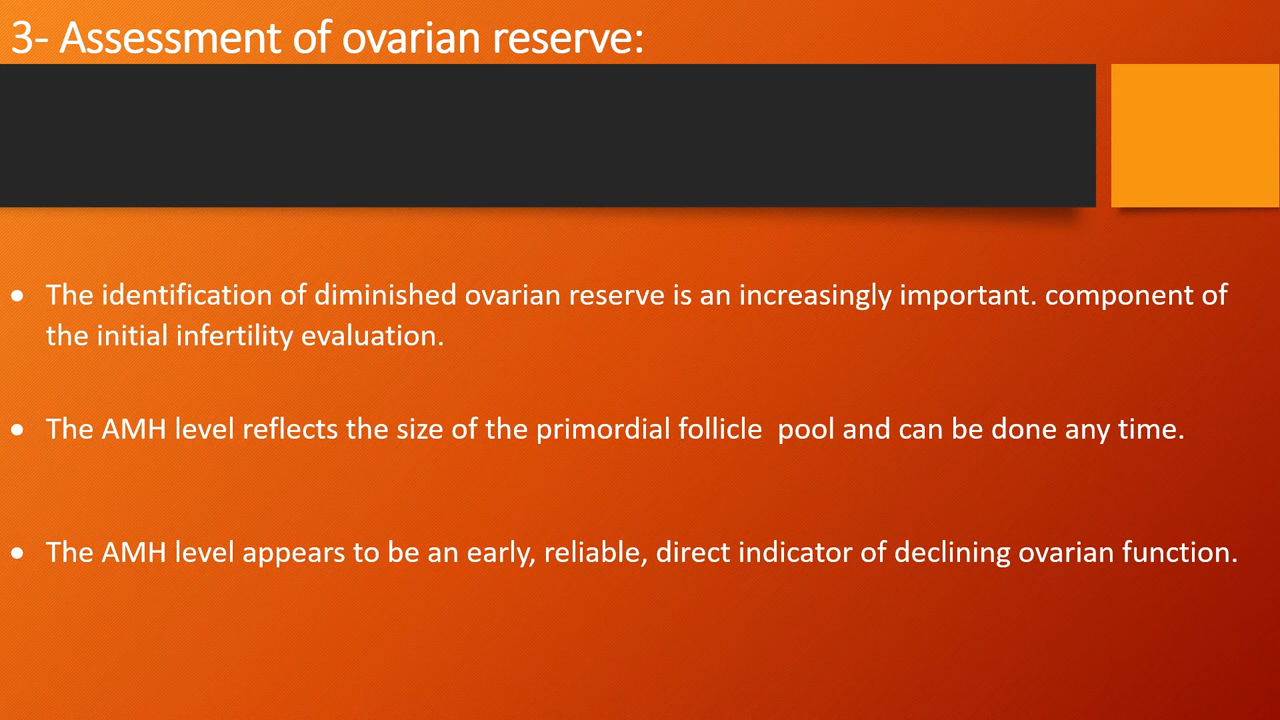 3- Assessment of ovarian reserve:
● The identification of diminished ovarian reserve is an increasingly important. component of
the initial infertility evaluation.
● The AMH level reflects the size of the primordial follicle  pool and can be done any time.
● The AMH level appears to be an early, reliable, direct indicator of declining ovarian function.